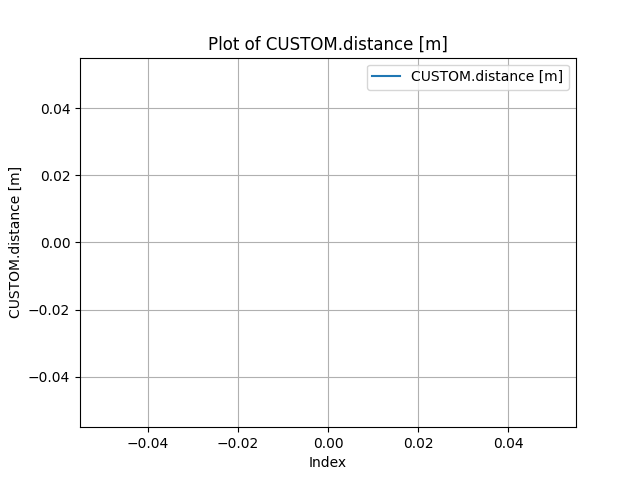 Plot of CUSTOM.distance [m]
CUSTOM.distance [m]
0.04
0.02
0.00
−0.02
−0.04
CUSTOM.distance [m]
−0.04 −0.02 0.00 0.02 0.04
Index